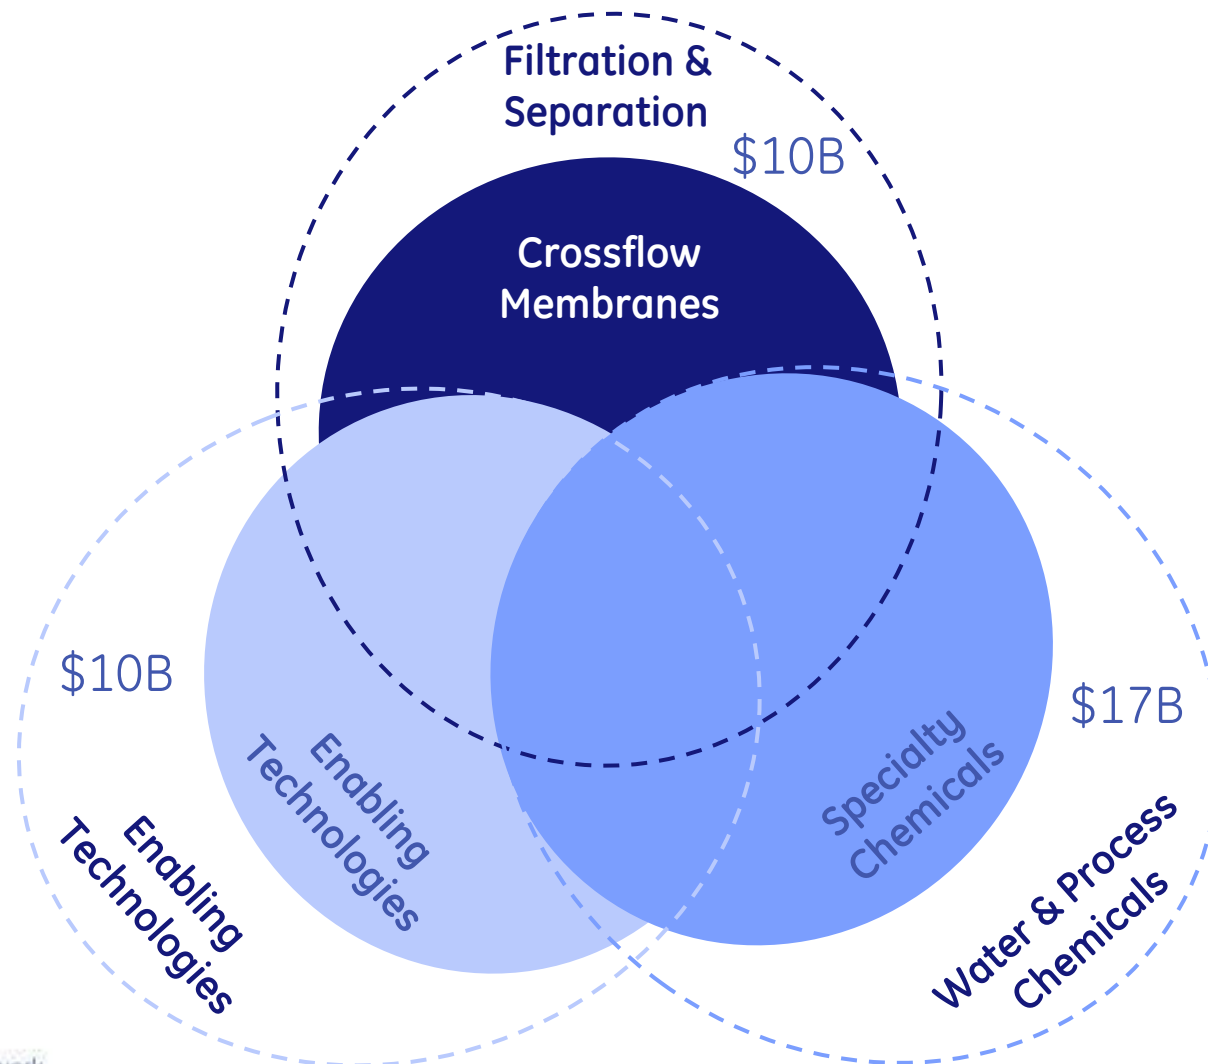 Filtration &
Separation
$10B
Crossflow
Membranes
$10B
$17B
Enabling
Technologies
Specialty
Chemicals
Enabling
Technologies
Water & Process
Chemicals